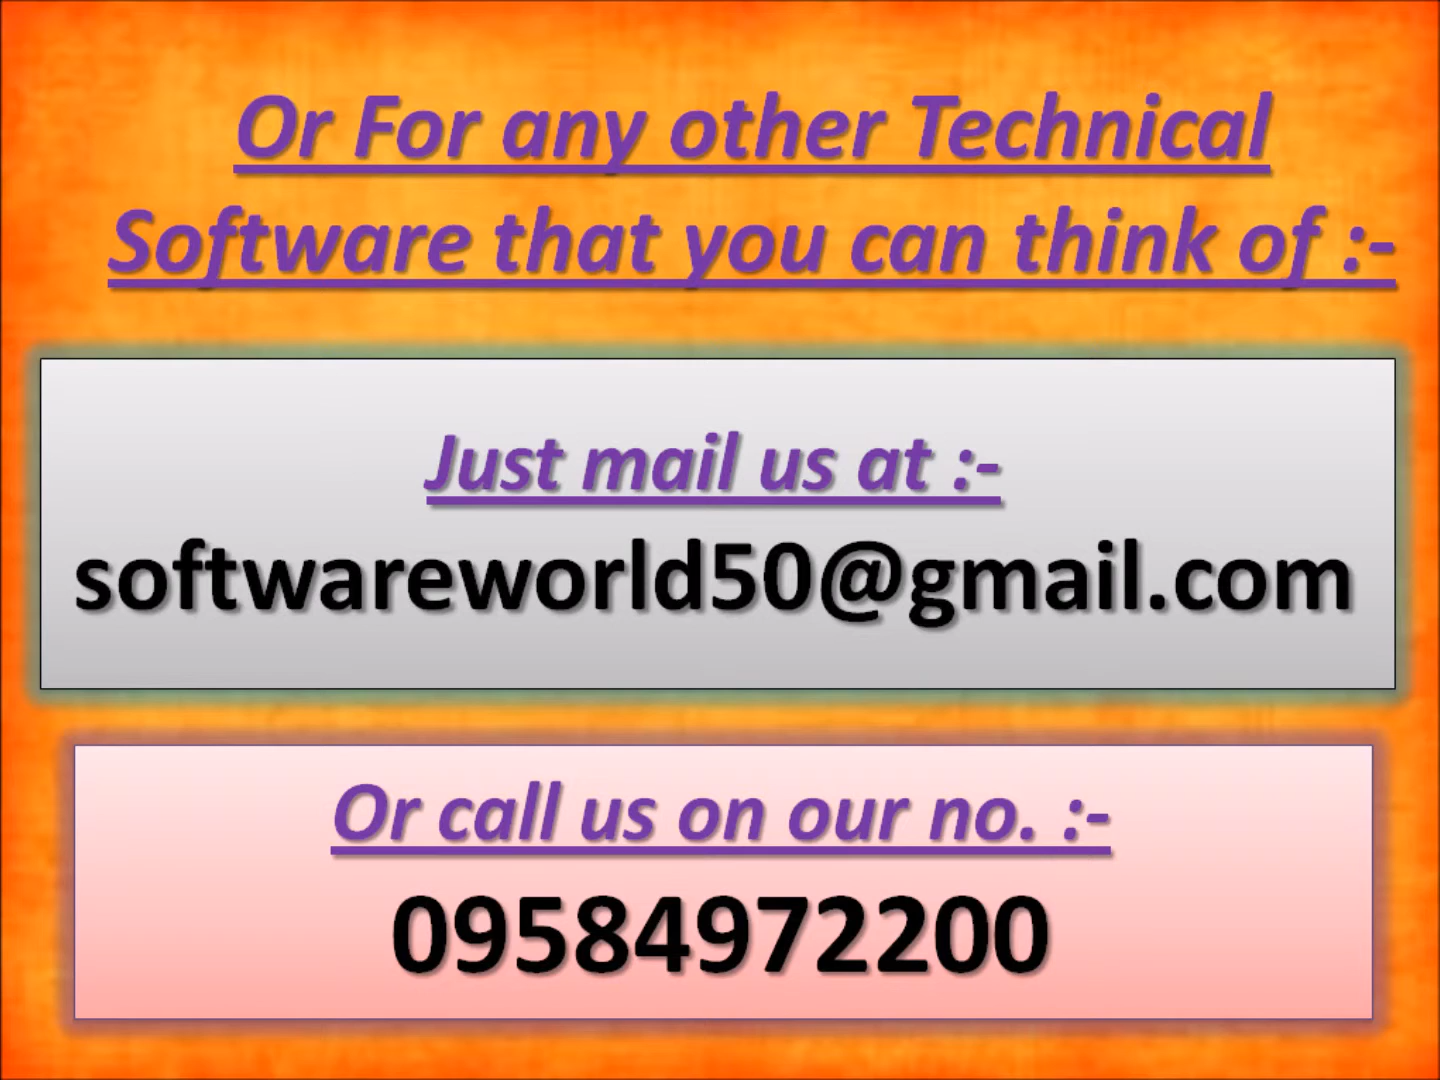 Or For any other Technical
Software that you can think of :-
Just mail us at :-
softwareworld50@gmail.com
Or call us on our no. :-
09584972200